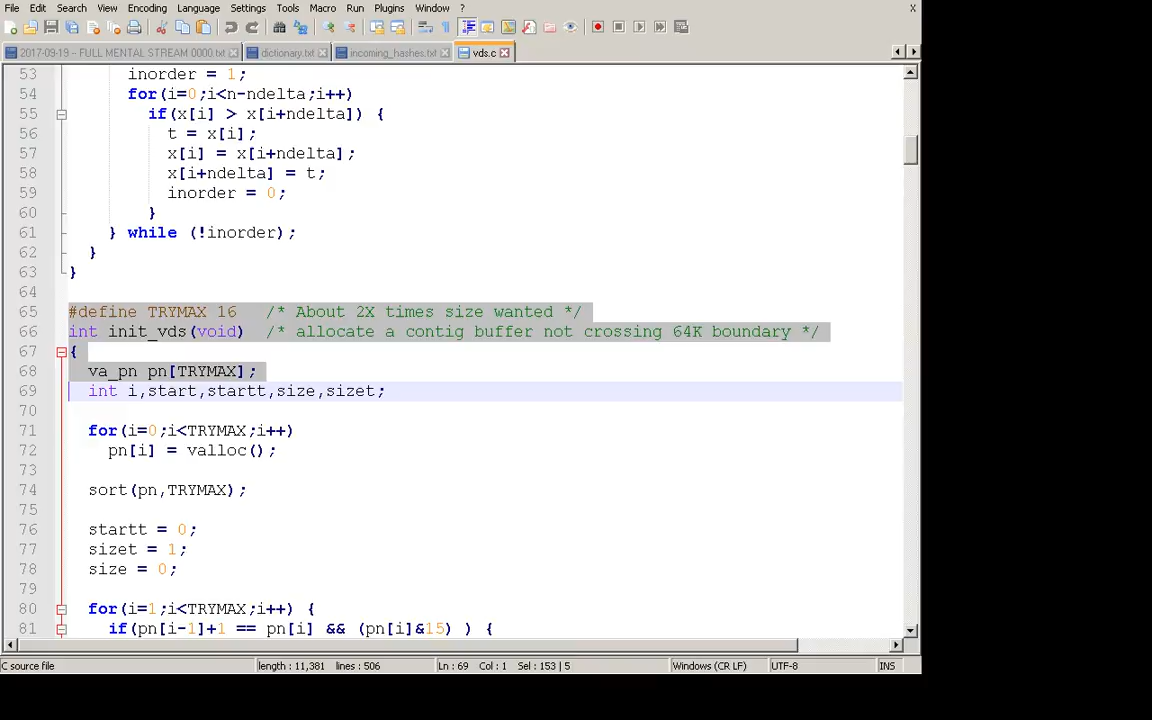 File Edit Search View Encoding Language Settings Tools Macro Run Plugins Window ? X
2017-09-19 – FULL MENTAL STREAM 0000.txt dictionary.txt incoming_hashes.txt vds.c
53 inorder = 1;
54 for(i=0;i<n-ndelta;i++)
55 if(x[i] > x[i+ndelta]) {
56 t = x[i];
57 x[i] = x[i+ndelta];
58 x[i+ndelta] = t;
59 inorder = 0;
60 }
61 } while (!inorder);
62 }
63 }
64
65 #define TRYMAX 16 /* About 2X times size wanted */
66 int init_vds(void) /* allocate a contig buffer not crossing 64K boundary */
67 {
68 va_pn pn[TRYMAX];
69 int i,start,startt,size,sizet;
70
71 for(i=0;i<TRYMAX;i++)
72 pn[i] = valloc();
73
74 sort(pn,TRYMAX);
75
76 startt = 0;
77 sizet = 1;
78 size = 0;
79
80 for(i=1;i<TRYMAX;i++) {
81 if(pn[i-1]+1 == pn[i] && (pn[i]&15) ) {
C source file length : 11,381 lines : 506 Ln : 69 Col : 1 Sel : 153 | 5 Windows (CR LF) UTF-8 INS